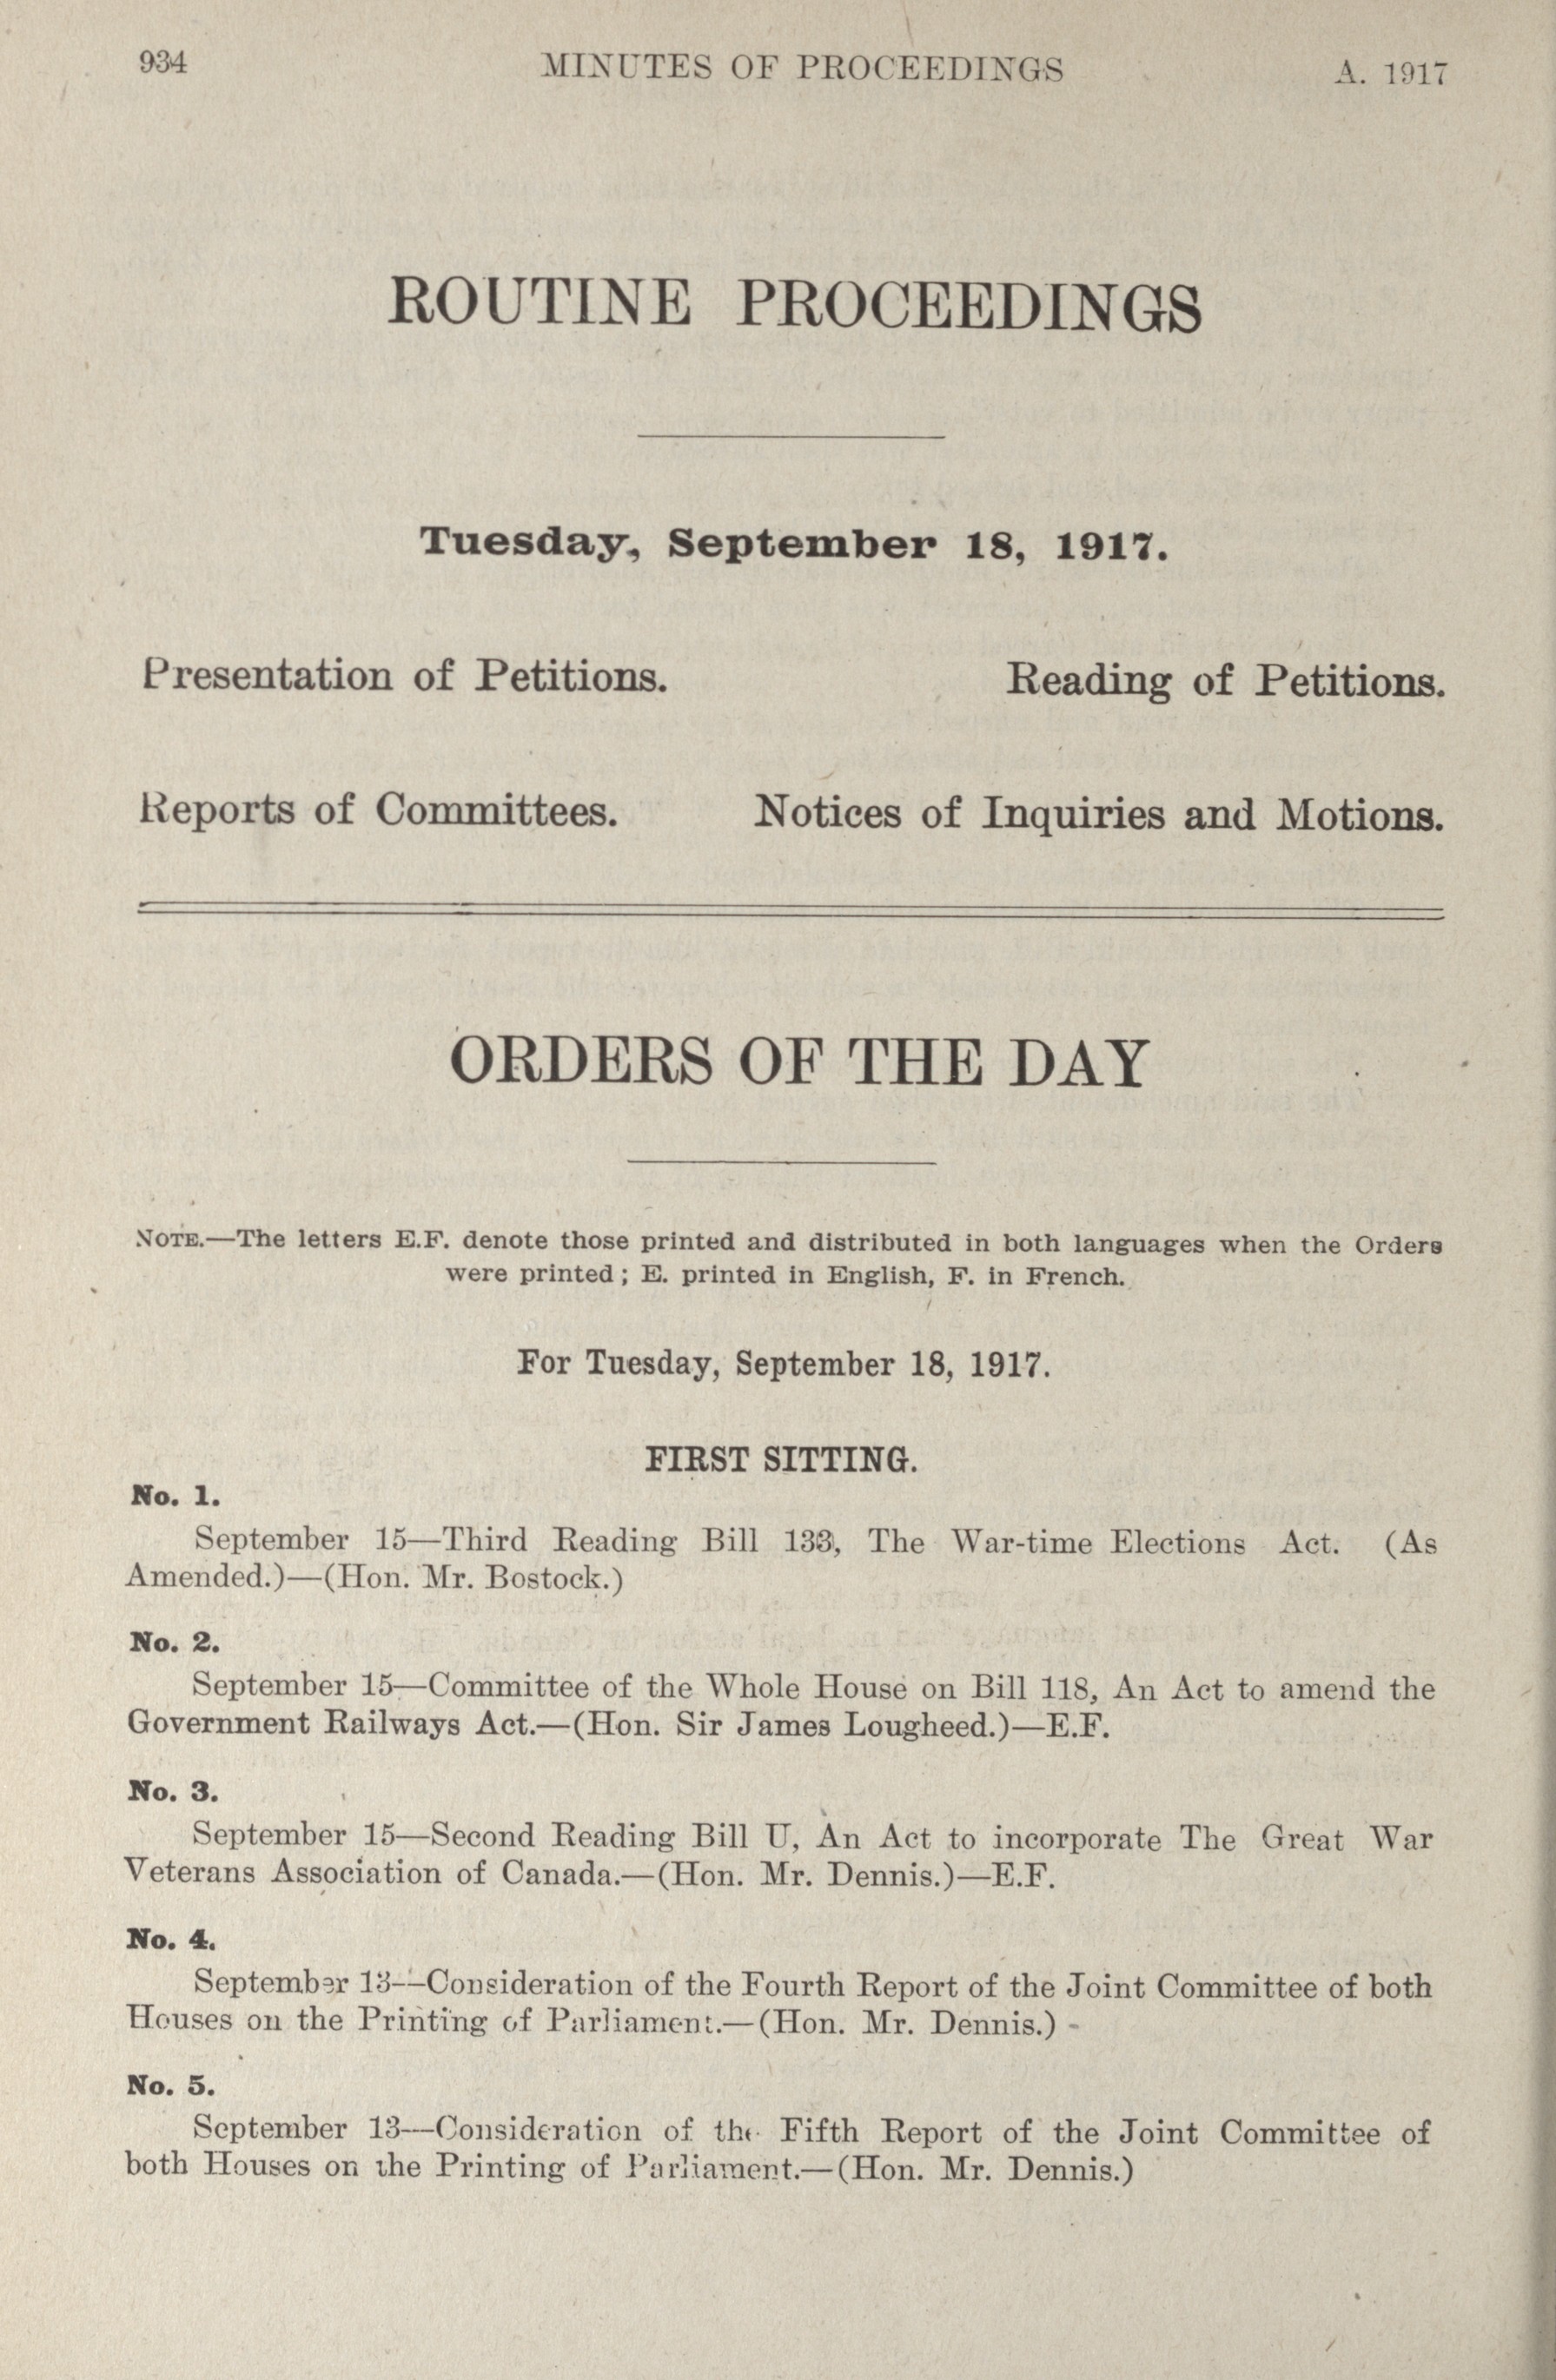 934 MINUTES OF PROCEEDINGS A. 1917
ROUTINE PROCEEDINGS
Tuesday, September 18, 1917.
Presentation of Petitions. Reading of Petitions.
Reports of Committees. Notices of Inquiries and Motions.
ORDERS OF THE DAY
NOTE.—The letters E.F. denote those printed and distributed in both languages when the Orders
were printed; E. printed in English, F. in French.
For Tuesday, September 18, 1917.
FIRST SITTING.
No. 1.
September 15—Third Reading Bill 133, The War-time Elections Act. (As
Amended.)—(Hon. Mr. Bostock.)
No. 2.
September 15—Committee of the Whole House on Bill 118, An Act to amend the
Government Railways Act.—(Hon. Sir James Lougheed.)—E.F.
No. 3.
September 15—Second Reading Bill U, An Act to incorporate The Great War
Veterans Association of Canada.—(Hon. Mr. Dennis.)—E.F.
No. 4.
September 13—Consideration of the Fourth Report of the Joint Committee of both
Houses on the Printing of Parliament.—(Hon. Mr. Dennis.)
No. 5.
September 13—Consideration of the Fifth Report of the Joint Committee of
both Houses on the Printing of Parliament.—(Hon. Mr. Dennis.)